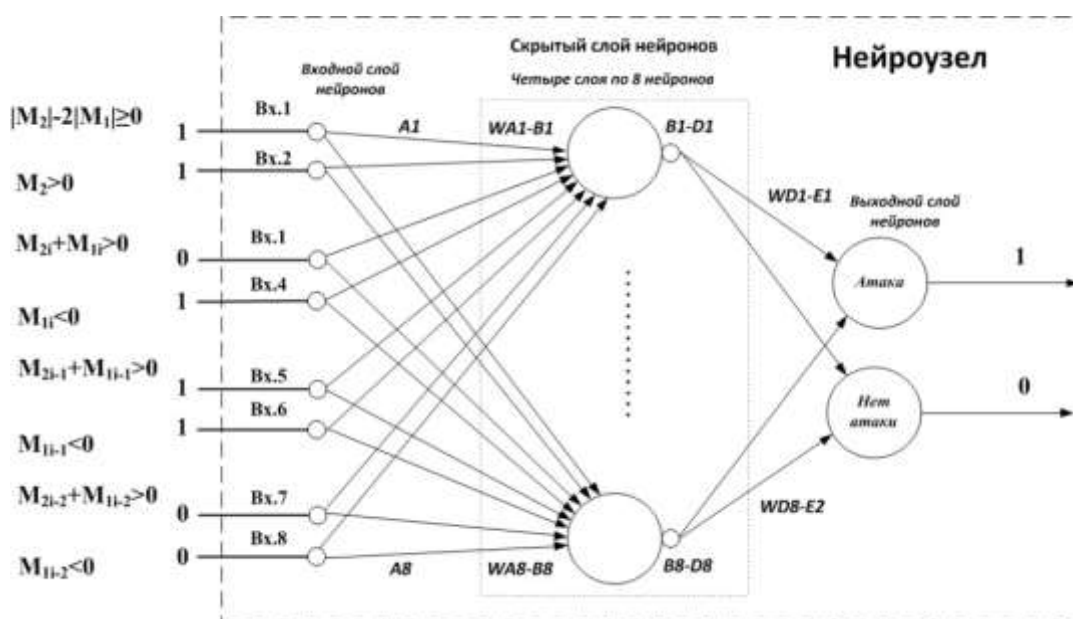 Скрытый слой нейронов
Нейроузел
Четыре слоя по 8 нейронов
Входной слой
нейронов
|M₂|-2|M₁|≥0
1
Вх.1
A1
WA1-B1
B1-D1
1
Вх.2
M₂>0
WD1-E1
Выходной слой
нейронов
M₂ᵢ+M₁ᵢ>0
0
Вх.1
1
Вх.4
Атака
1
M₁ᵢ<0
M₂ᵢ₋₁+M₁ᵢ₋₁>0
1
Вх.5
Нет
атаки
0
1
Вх.6
M₁ᵢ₋₁<0
M₂ᵢ₋₂+M₁ᵢ₋₂>0
0
Вх.7
WD8-E2
0
Вх.8
M₁ᵢ₋₂<0
A8
WA8-B8
B8-D8